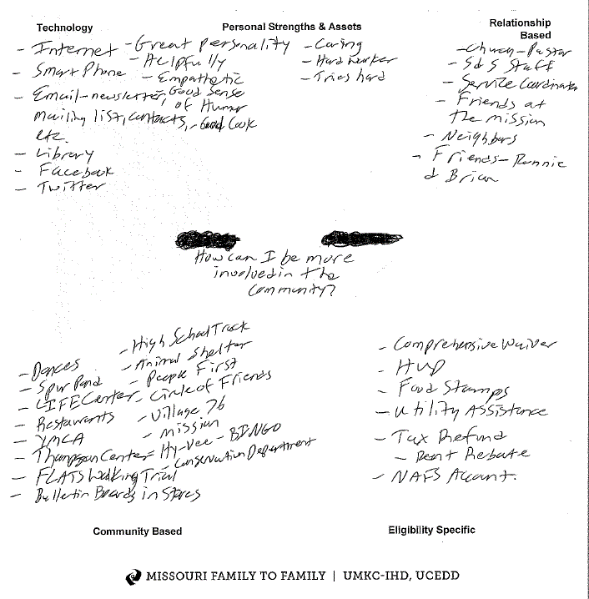 Technology
Personal Strengths & Assets
Relationship
Based
- Internet
- Smart Phone
- Email-newsletter,
mailing list, contacts,
etc.
- Library
- Facebook
- Twitter
- Great personality
- Helpfully
- Empathetic
- Good Sense
of Humor
- Good Cook
- Caring
- Hard worker
- Tries hard
- Church-Pastor
- SdS Staff
- Service Coordinator
- Friends at
the mission
- Neighbors
- Friends-Ronnie
& Brian
How can I be more
involved in the
community?
- Dances
- Spur Pond
- LIFE Center
- Restaurants
- YMCA
- Thompson Center
- FLATS Walking Trail
- Bulletin Boards in Stores
- High School Track
- Animal Shelter
- People First
- Circle of Friends
- Village 76
- Mission
- Hy-Vee - BINGO
- Conservation Department
- Comprehensive Waiver
- HUD
- Food Stamps
- Utility Assistance
- Tax Refund
- Rent Rebate
- NAFS Account.
Community Based
Eligibility Specific
MISSOURI FAMILY TO FAMILY | UMKC-IHD, UCEDD